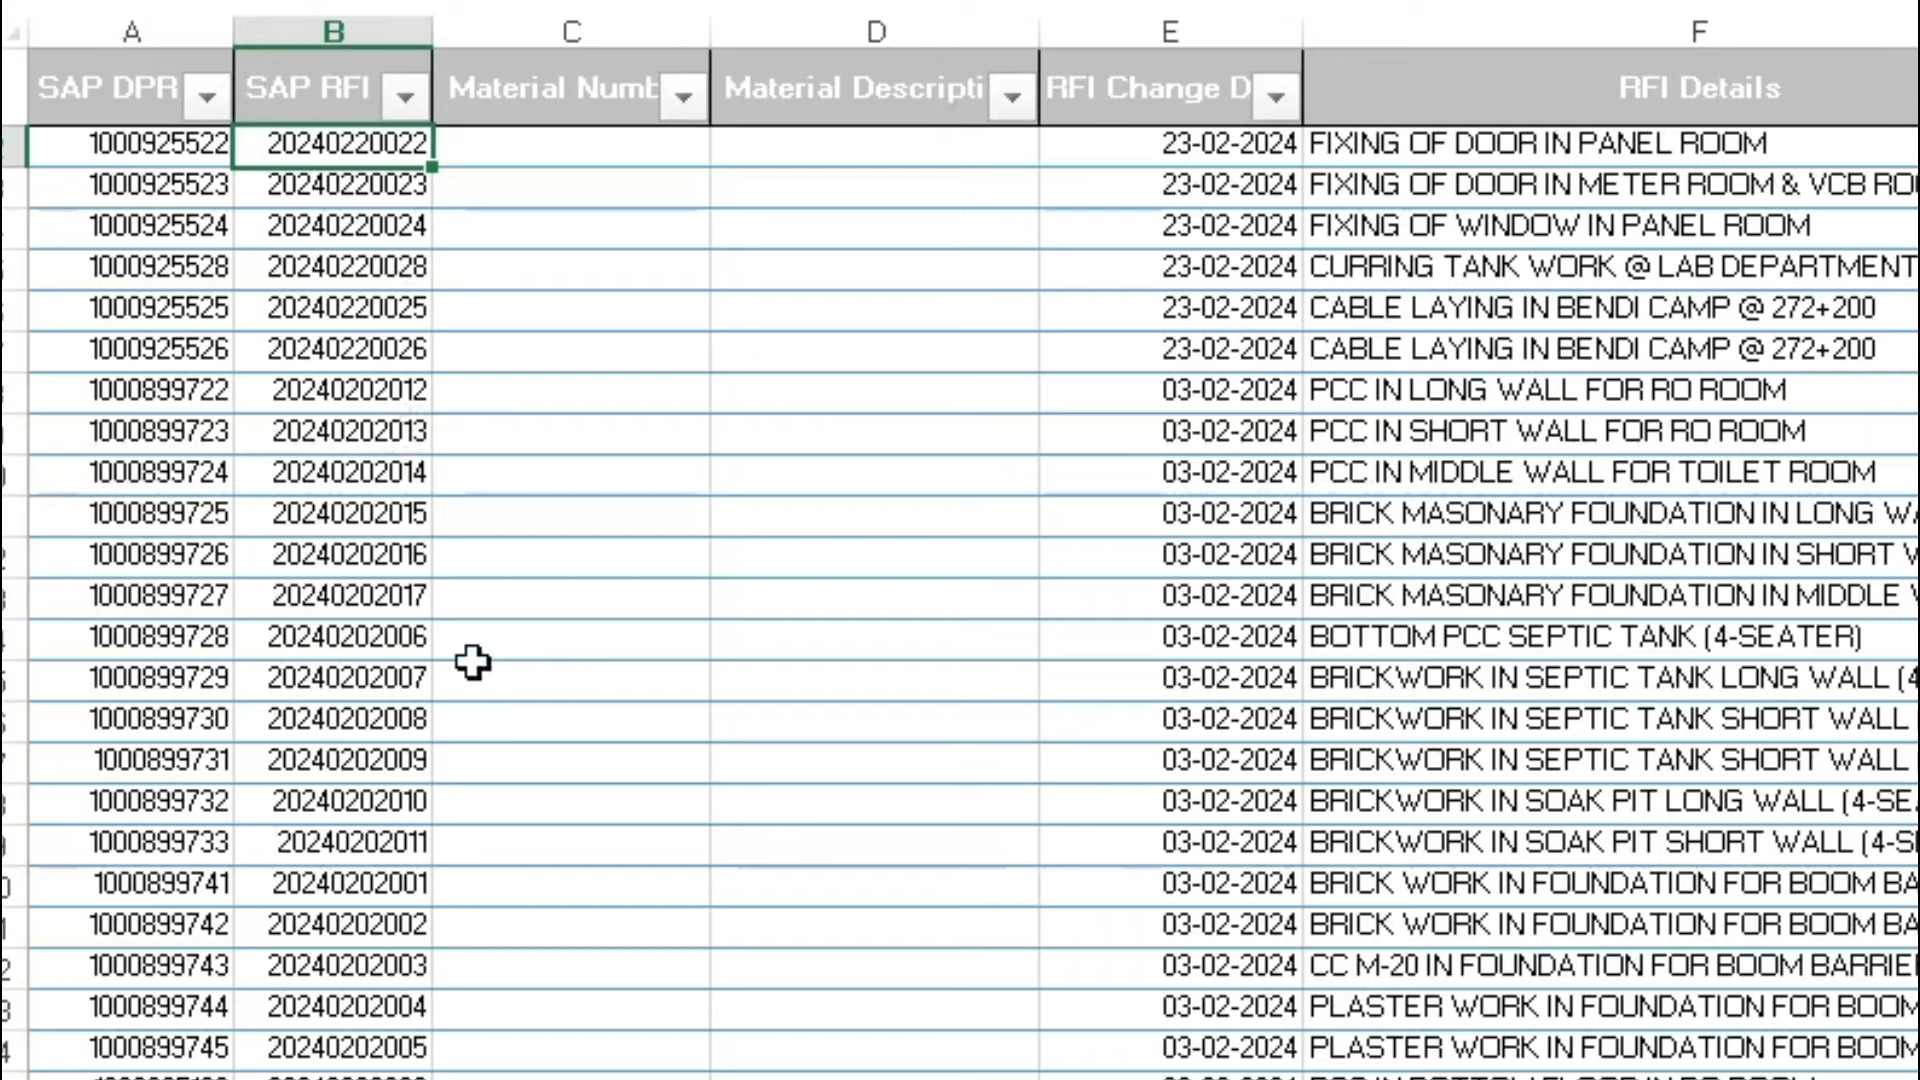 A B C D E F
SAP DPR SAP RFI Material Numb Material Descripti RFI Change D RFI Details
1000925522 20240220022 23-02-2024 FIXING OF DOOR IN PANEL ROOM
1000925523 20240220023 23-02-2024 FIXING OF DOOR IN METER ROOM & VCB RO
1000925524 20240220024 23-02-2024 FIXING OF WINDOW IN PANEL ROOM
1000925528 20240220028 23-02-2024 CURRING TANK WORK @ LAB DEPARTMENT
1000925525 20240220025 23-02-2024 CABLE LAYING IN BENDI CAMP @ 272+200
1000925526 20240220026 23-02-2024 CABLE LAYING IN BENDI CAMP @ 272+200
1000899722 20240202012 03-02-2024 PCC IN LONG WALL FOR RO ROOM
1000899723 20240202013 03-02-2024 PCC IN SHORT WALL FOR RO ROOM
1000899724 20240202014 03-02-2024 PCC IN MIDDLE WALL FOR TOILET ROOM
1000899725 20240202015 03-02-2024 BRICK MASONARY FOUNDATION IN LONG WA
1000899726 20240202016 03-02-2024 BRICK MASONARY FOUNDATION IN SHORT
1000899727 20240202017 03-02-2024 BRICK MASONARY FOUNDATION IN MIDDLE
1000899728 20240202006 03-02-2024 BOTTOM PCC SEPTIC TANK (4-SEATER)
1000899729 20240202007 03-02-2024 BRICKWORK IN SEPTIC TANK LONG WALL (4
1000899730 20240202008 03-02-2024 BRICKWORK IN SEPTIC TANK SHORT WALL
1000899731 20240202009 03-02-2024 BRICKWORK IN SEPTIC TANK SHORT WALL
1000899732 20240202010 03-02-2024 BRICKWORK IN SOAK PIT LONG WALL (4-SE
1000899733 20240202011 03-02-2024 BRICKWORK IN SOAK PIT SHORT WALL (4-S
1000899741 20240202001 03-02-2024 BRICK WORK IN FOUNDATION FOR BOOM BA
1000899742 20240202002 03-02-2024 BRICK WORK IN FOUNDATION FOR BOOM BA
1000899743 20240202003 03-02-2024 CC M-20 IN FOUNDATION FOR BOOM BARRIE
1000899744 20240202004 03-02-2024 PLASTER WORK IN FOUNDATION FOR BOOM
1000899745 20240202005 03-02-2024 PLASTER WORK IN FOUNDATION FOR BOOM